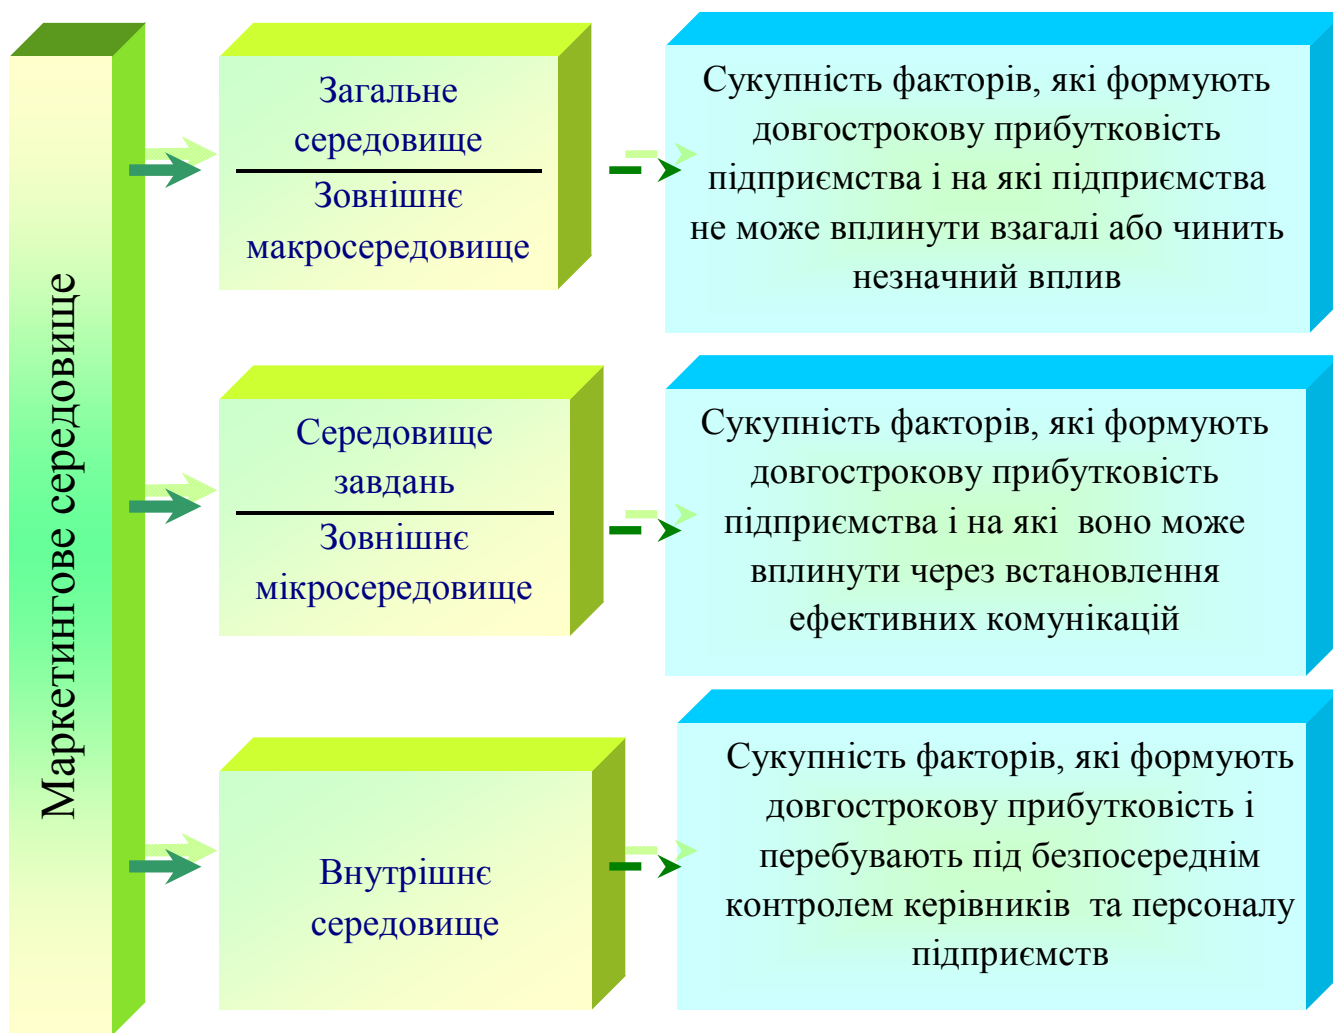 Маркетингове середовище
Загальне
середовище
Зовнішнє
макросередовище
Сукупність факторів, які формують
довгострокову прибутковість
підприємства і на які підприємства
не може вплинути взагалі або чинить
незначний вплив
Середовище
завдань
Зовнішнє
мікросередовище
Сукупність факторів, які формують
довгострокову прибутковість
підприємства і на які воно може
вплинути через встановлення
ефективних комунікацій
Внутрішнє
середовище
Сукупність факторів, які формують
довгострокову прибутковість і
перебувають під безпосереднім
контролем керівників та персоналу
підприємств